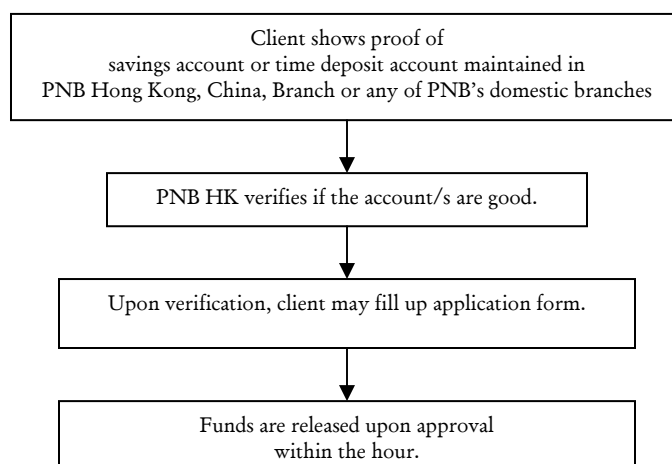 Client shows proof of
savings account or time deposit account maintained in
PNB Hong Kong, China, Branch or any of PNB's domestic branches
PNB HK verifies if the account/s are good.
Upon verification, client may fill up application form.
Funds are released upon approval
within the hour.